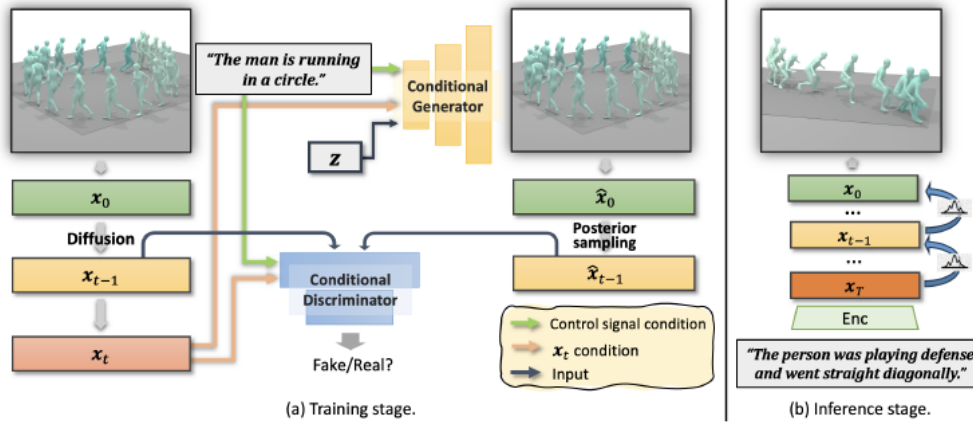 “The man is running
in a circle.”
Conditional
Generator
z
x₀
x̂₀
Diffusion
Posterior
sampling
xₜ₋₁
Conditional
Discriminator
x̂ₜ₋₁
xₜ
Fake/Real?
Control signal condition
xₜ condition
Input
(a) Training stage.
x₀
...
xₜ₋₁
...
x_T
Enc
“The person was playing defense
and went straight diagonally.”
(b) Inference stage.